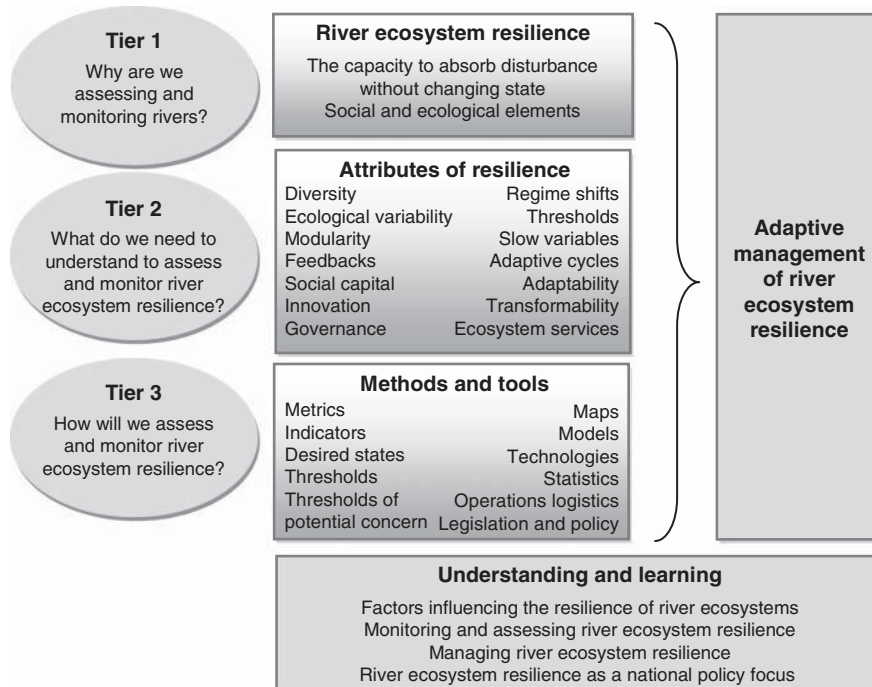 Tier 1
Why are we
assessing and
monitoring rivers?
River ecosystem resilience
The capacity to absorb disturbance
without changing state
Social and ecological elements
Tier 2
What do we need to
understand to assess
and monitor river
ecosystem resilience?
Attributes of resilience
Diversity
Ecological variability
Modularity
Feedbacks
Social capital
Innovation
Governance
Regime shifts
Thresholds
Slow variables
Adaptive cycles
Adaptability
Transformability
Ecosystem services
Tier 3
How will we assess
and monitor river
ecosystem resilience?
Methods and tools
Metrics
Indicators
Desired states
Thresholds
Thresholds of
potential concern
Maps
Models
Technologies
Statistics
Operations logistics
Legislation and policy
Adaptive
management
of river
ecosystem
resilience
Understanding and learning
Factors influencing the resilience of river ecosystems
Monitoring and assessing river ecosystem resilience
Managing river ecosystem resilience
River ecosystem resilience as a national policy focus